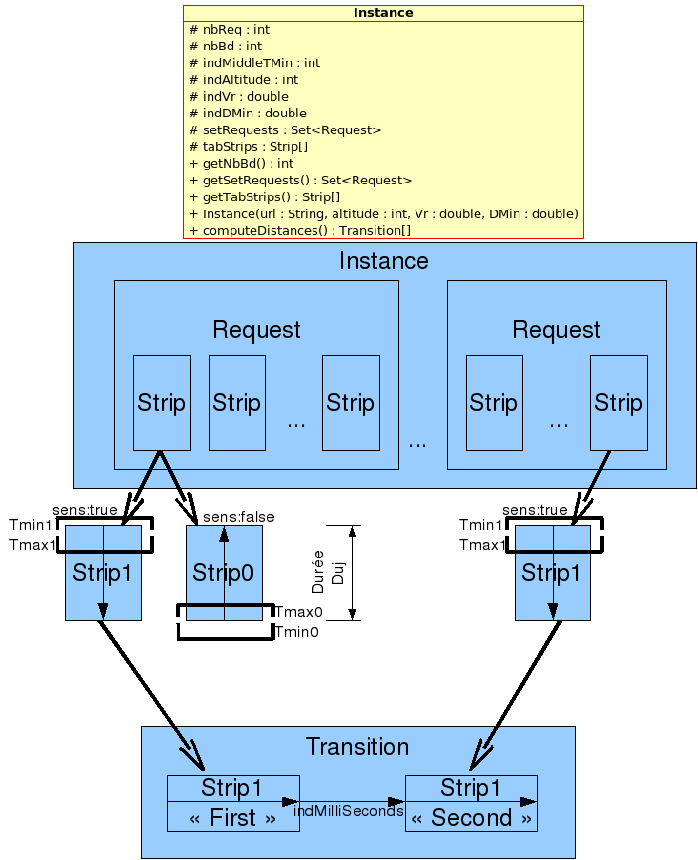 Instance
# nbReq : int
# nbBd : int
# indMiddleTMin : int
# indAltitude : int
# indVr : double
# indDMin : double
# setRequests : Set<Request>
# tabStrips : Strip[]
+ getNbBd() : int
+ getSetRequests() : Set<Request>
+ getTabStrips() : Strip[]
+ Instance(url : String, altitude : int, Vr : double, DMin : double)
+ computeDistances() : Transition[]
Instance
Request
Request
Strip
Strip
...
Strip
...
Strip
...
Strip
sens:true
Tmin1
Tmax1
Strip1
sens:false
Strip0
Tmax0
Tmin0
Durée
Duj
sens:true
Tmin1
Tmax1
Strip1
Transition
Strip1
« First »
indMilliSeconds
Strip1
« Second »